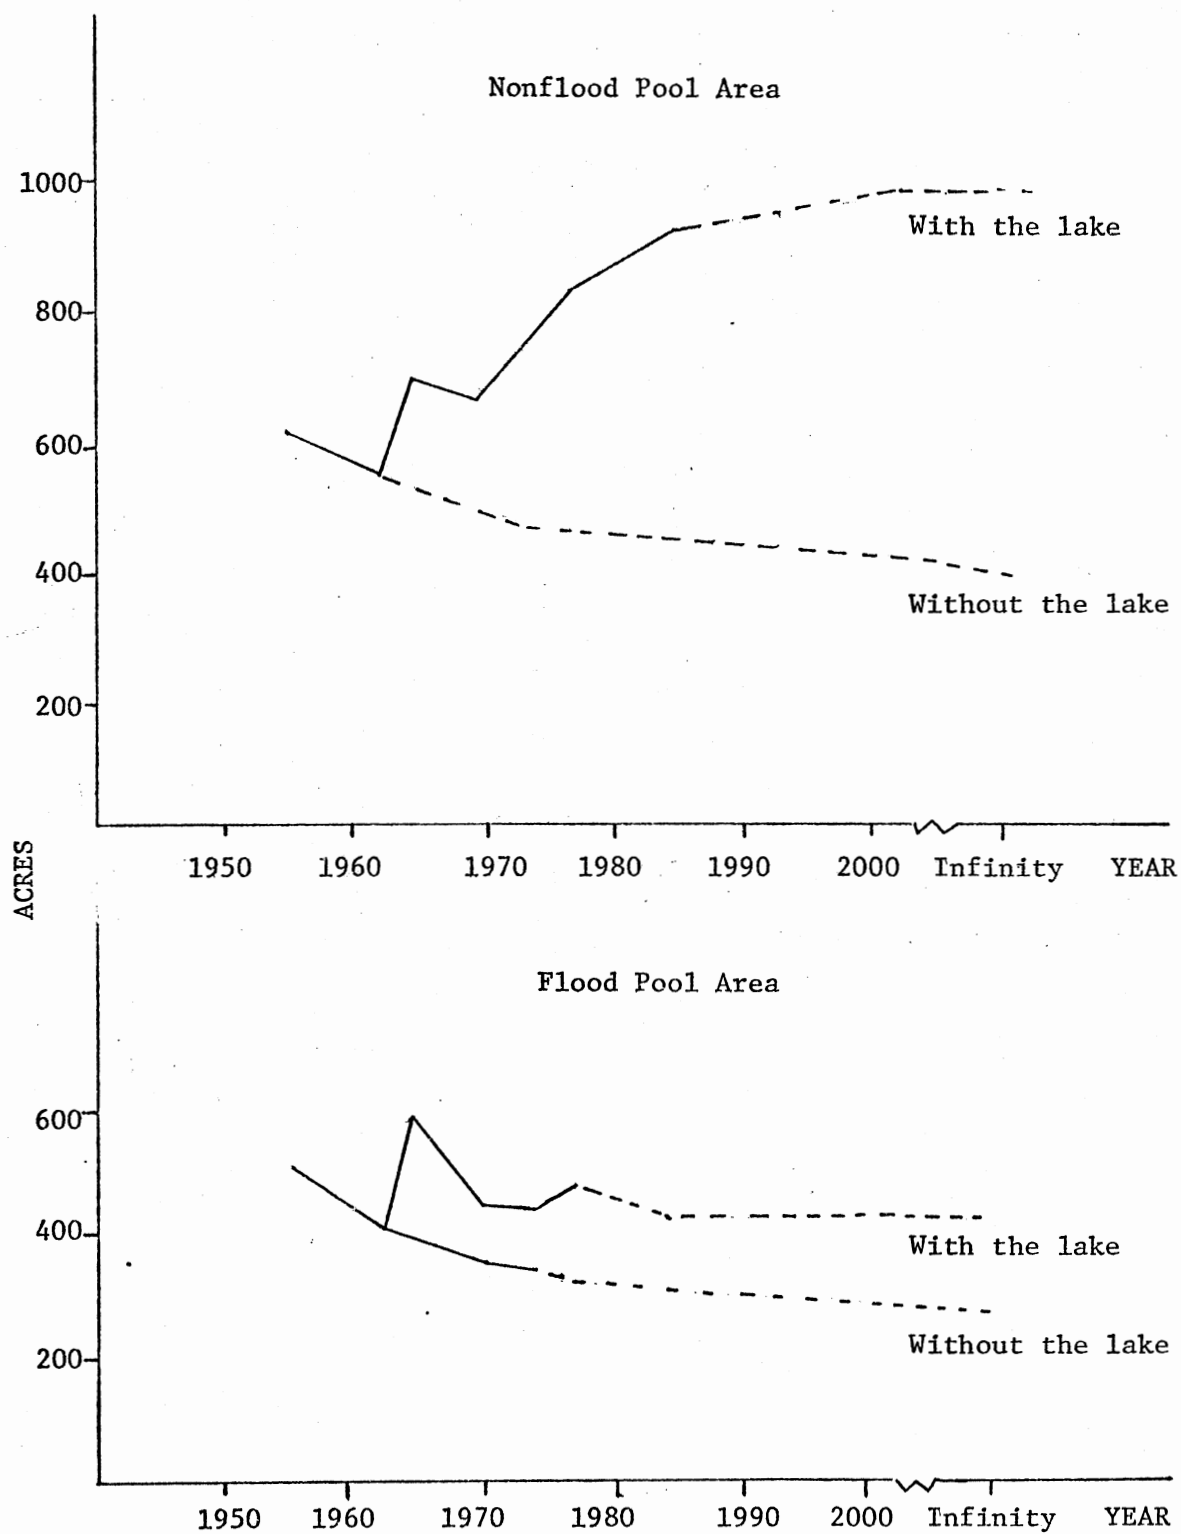 Nonflood Pool Area
1000
With the lake
800
600
400
Without the lake
200
1950 1960 1970 1980 1990 2000 Infinity YEAR
ACRES
Flood Pool Area
600
400
With the lake
Without the lake
200
1950 1960 1970 1980 1990 2000 Infinity YEAR